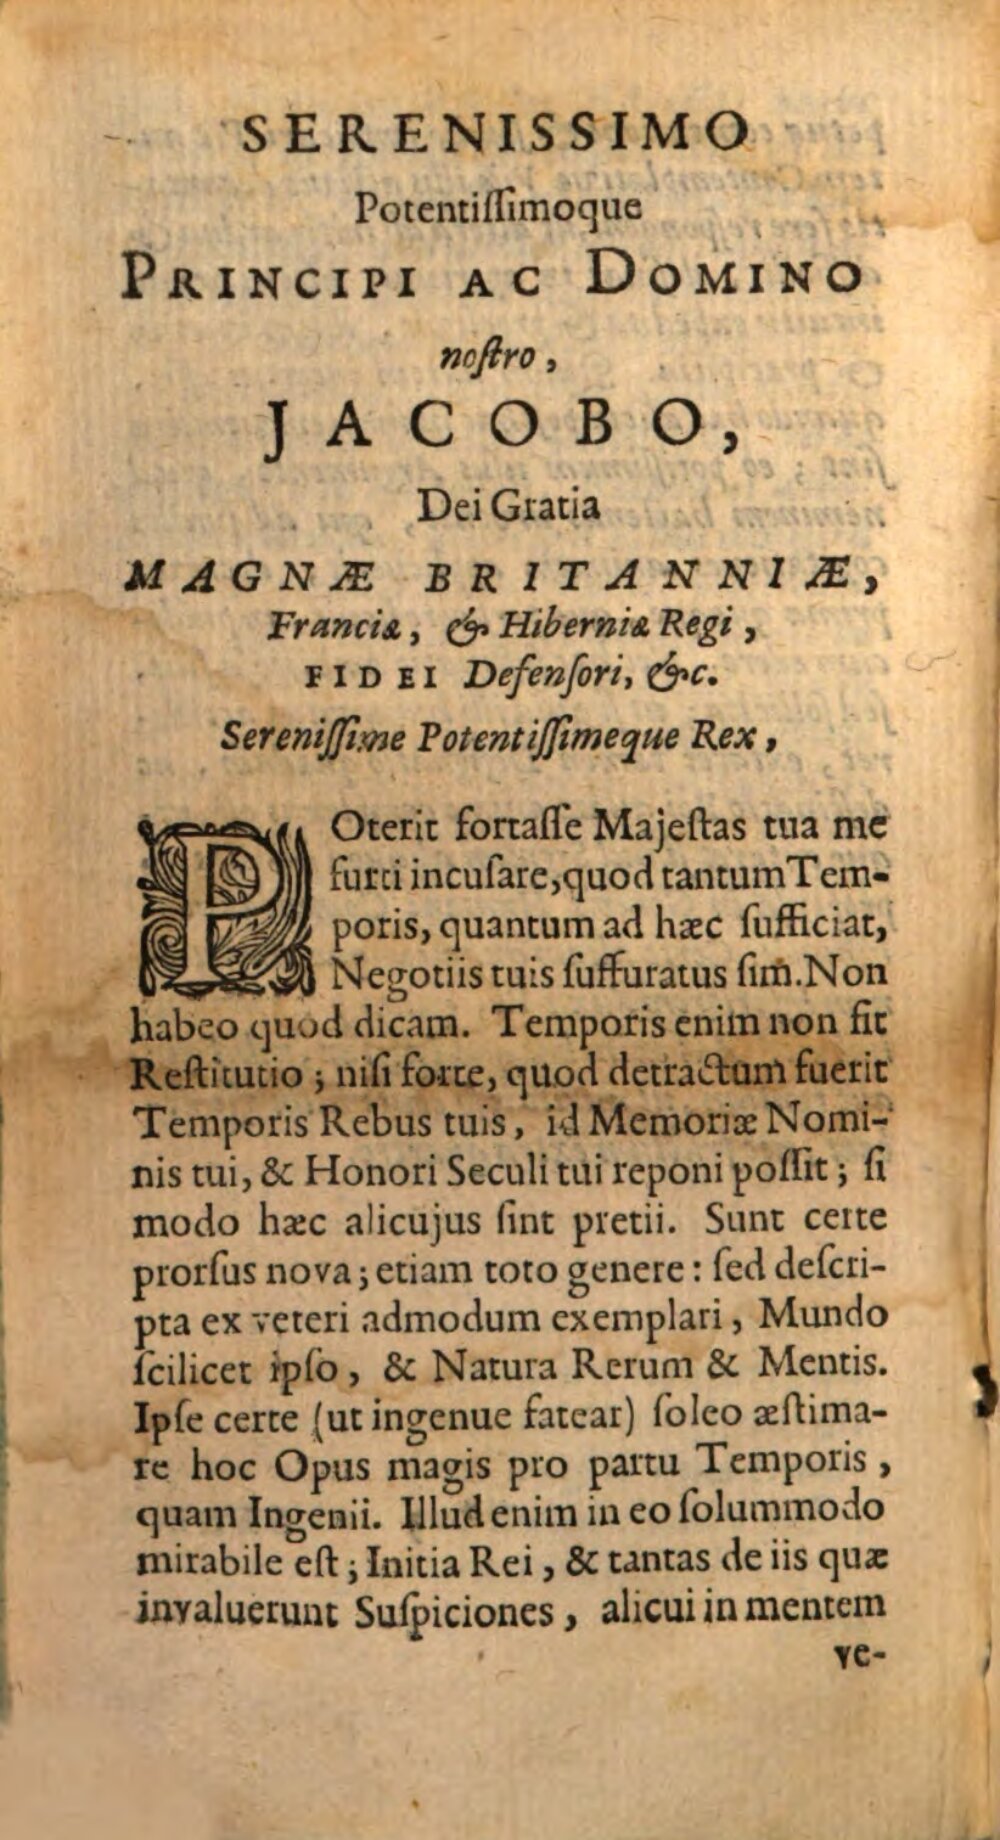 SERENISSIMO
Potentiſſimoque
PRINCIPI AC DOMINO
noſtro,
JACOBO,
Dei Gratia
MAGNÆ BRITANNIÆ,
Franciæ, & Hiberniæ Regi,
FIDEI Defenſori, &c.
Sereniſſime Potentiſſimeque Rex,
POterit fortaſſe Majeſtas tua me
furti incuſare, quod tantum Tem-
poris, quantum ad hæc ſufficiat,
Negotiis tuis ſuffuratus ſim. Non
habeo quod dicam. Temporis enim non fit
Reſtitutio; niſi forte, quod detractum fuerit
Temporis Rebus tuis, id Memoriæ Nomi-
nis tui, & Honori Seculi tui reponi poſſit; ſi
modo hæc alicujus ſint pretii. Sunt certe
prorſus nova; etiam toto genere: ſed deſcri-
pta ex veteri admodum exemplari, Mundo
ſcilicet ipſo, & Natura Rerum & Mentis.
Ipſe certe (ut ingenue fatear) ſoleo æſtima-
re hoc Opus magis pro partu Temporis,
quam Ingenii. Illud enim in eo ſolummodo
mirabile eſt; Initia Rei, & tantas de iis quæ
invaluerunt Suſpiciones, alicui in mentem
ve-